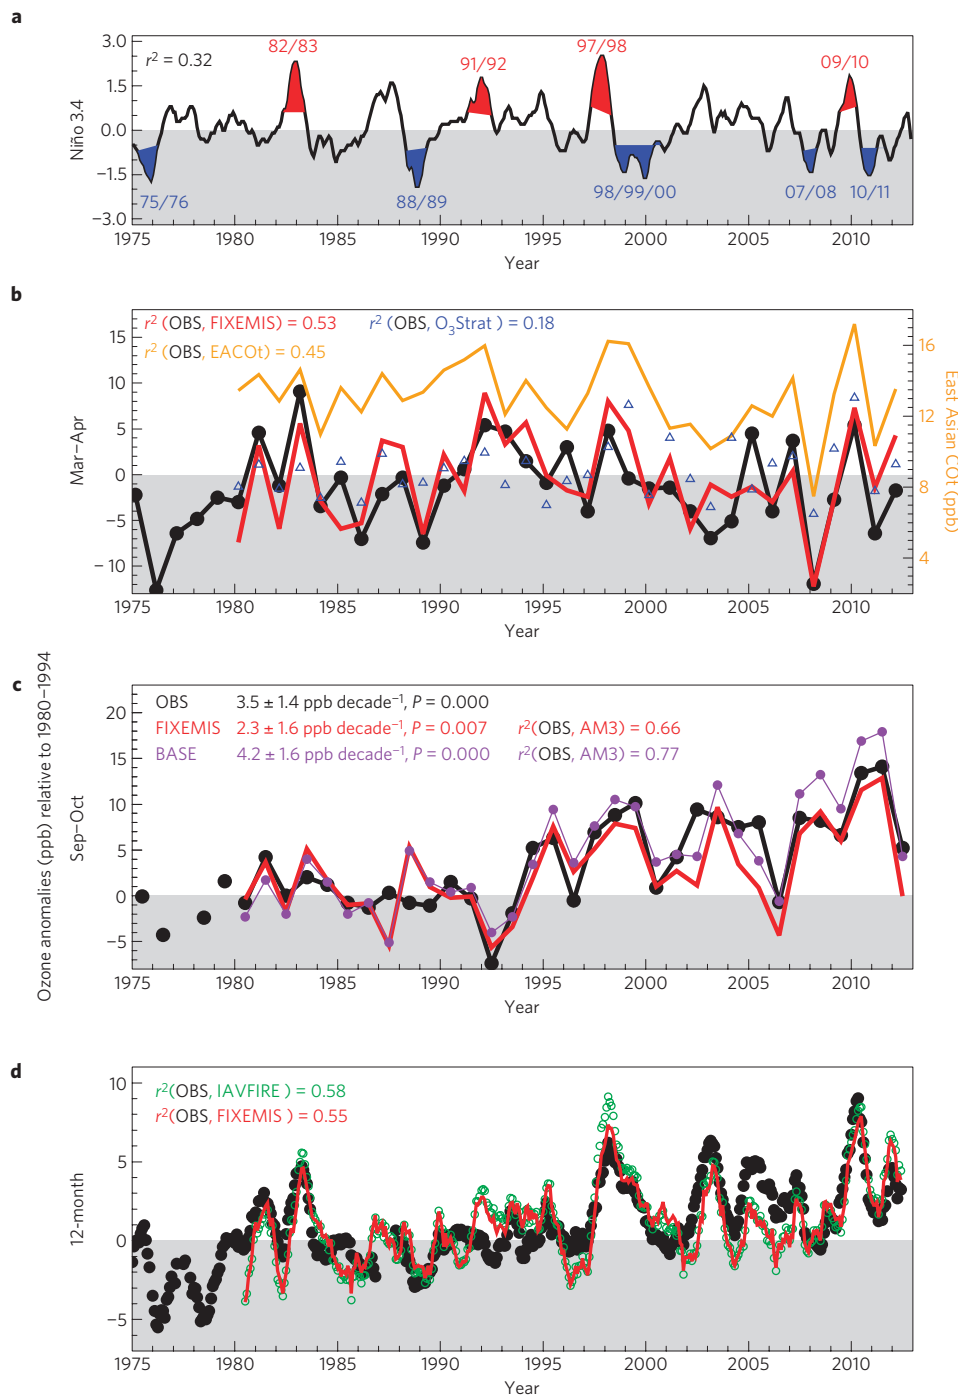 a
3.0
1.5
0.0
−1.5
−3.0
Niño 3.4
r² = 0.32
82/83
91/92
97/98
09/10
75/76
88/89
98/99/00
07/08
10/11
1975 1980 1985 1990 1995 2000 2005 2010
Year
b
r² (OBS, FIXEMIS) = 0.53 r² (OBS, O₃Strat) = 0.18
r² (OBS, EACOt) = 0.45
15
10
5
0
−5
−10
Mar−Apr
16
12
8
4
East Asian COt (ppb)
1975 1980 1985 1990 1995 2000 2005 2010
Year
Ozone anomalies (ppb) relative to 1980−1994
c
OBS 3.5 ± 1.4 ppb decade⁻¹, P = 0.000
FIXEMIS 2.3 ± 1.6 ppb decade⁻¹, P = 0.007 r²(OBS, AM3) = 0.66
BASE 4.2 ± 1.6 ppb decade⁻¹, P = 0.000 r²(OBS, AM3) = 0.77
20
15
10
5
0
−5
Sep−Oct
1975 1980 1985 1990 1995 2000 2005 2010
Year
d
r²(OBS, IAVFIRE ) = 0.58
r²(OBS, FIXEMIS ) = 0.55
10
5
0
−5
12-month
1975 1980 1985 1990 1995 2000 2005 2010
Year